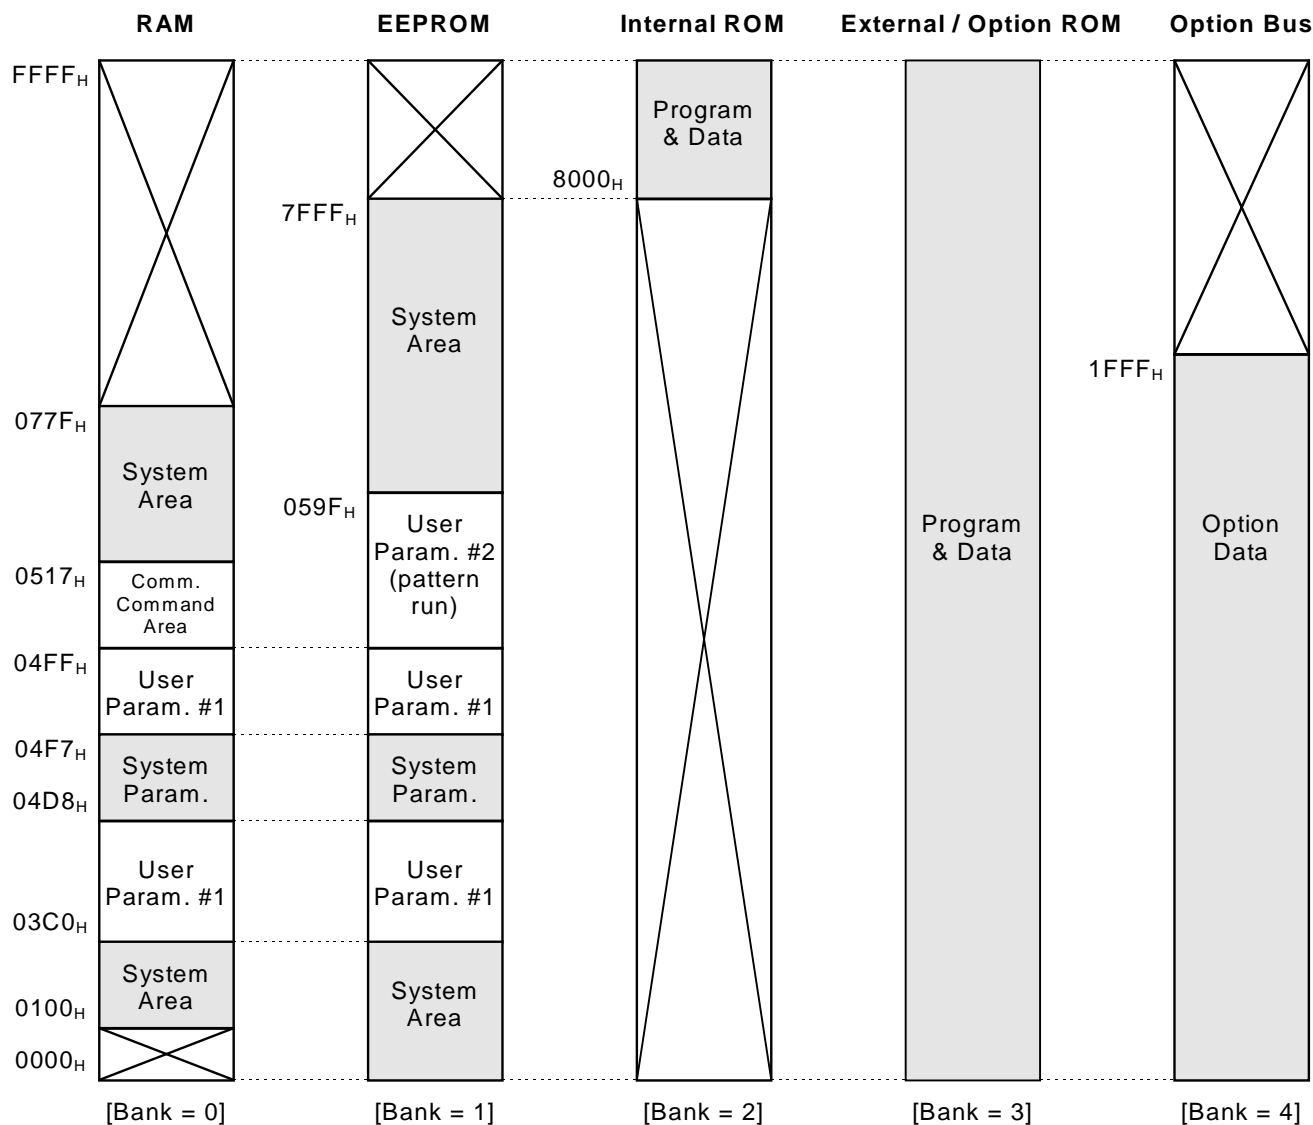 RAM
EEPROM
Internal ROM
External / Option ROM
Option Bus
FFFFH
Program
& Data
8000H
7FFFH
System
Area
1FFFH
077FH
System
Area
059FH
User
Param. #2
(pattern
run)
Program
& Data
Option
Data
0517H
Comm.
Command
Area
04FFH
User
Param. #1
User
Param. #1
04F7H
System
Param.
System
Param.
04D8H
User
Param. #1
User
Param. #1
03C0H
System
Area
System
Area
0100H
0000H
[Bank = 0]
[Bank = 1]
[Bank = 2]
[Bank = 3]
[Bank = 4]